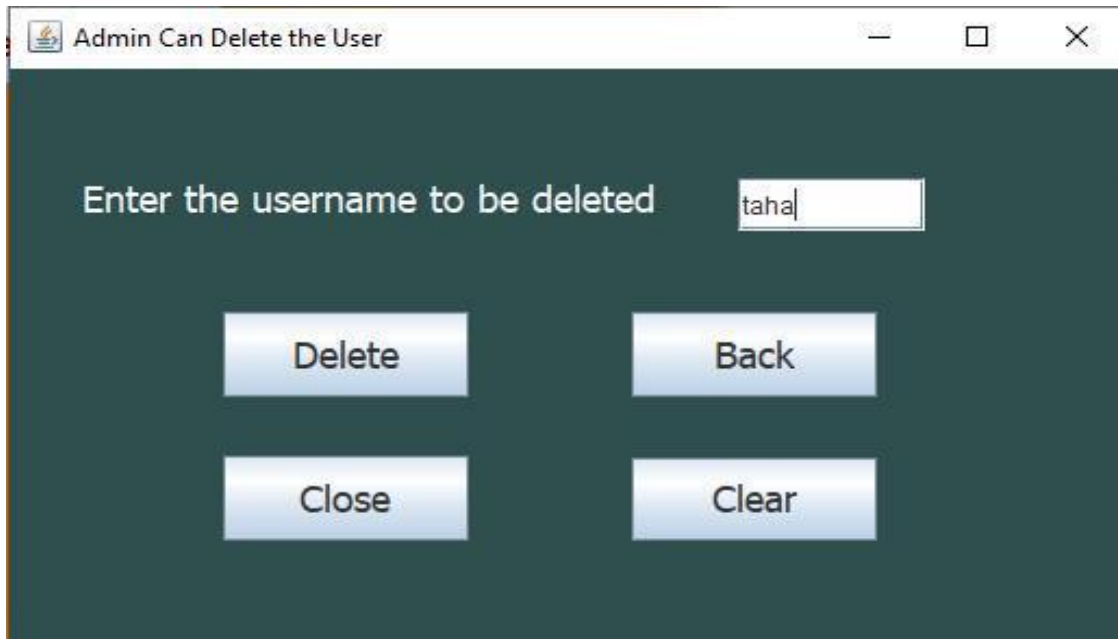 Admin Can Delete the User
Enter the username to be deleted taha
Delete Back
Close Clear